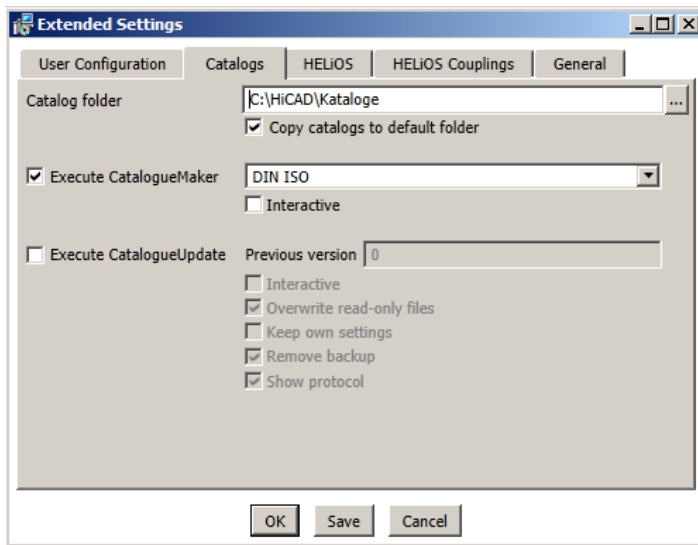 Extended Settings
User Configuration Catalogs HELiOS HELiOS Couplings General
Catalog folder C:\HiCAD\Kataloge ...
Copy catalogs to default folder
Execute CatalogueMaker DIN ISO
Interactive
Execute CatalogueUpdate Previous version 0
Interactive
Overwrite read-only files
Keep own settings
Remove backup
Show protocol
OK Save Cancel